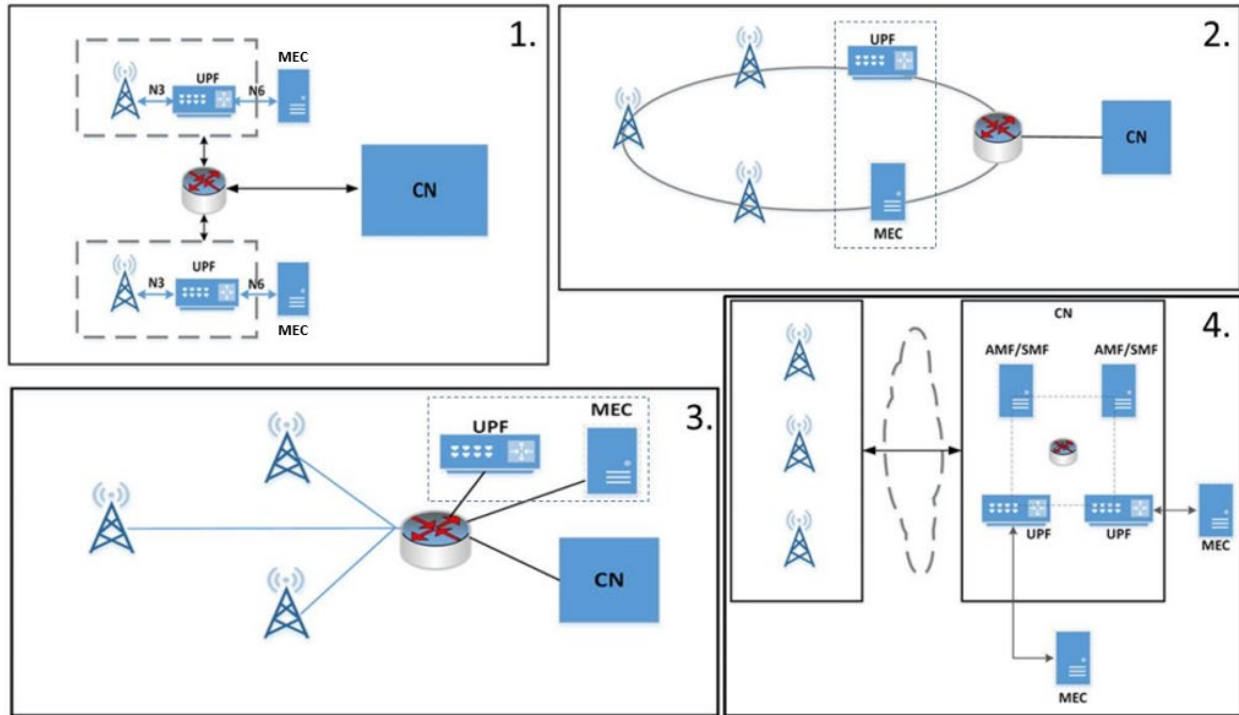 1.
MEC
UPF
N3
N6
CN
UPF
N3
N6
MEC
2.
UPF
CN
MEC
3.
MEC
UPF
CN
4.
CN
AMF/SMF AMF/SMF
UPF UPF
MEC
MEC